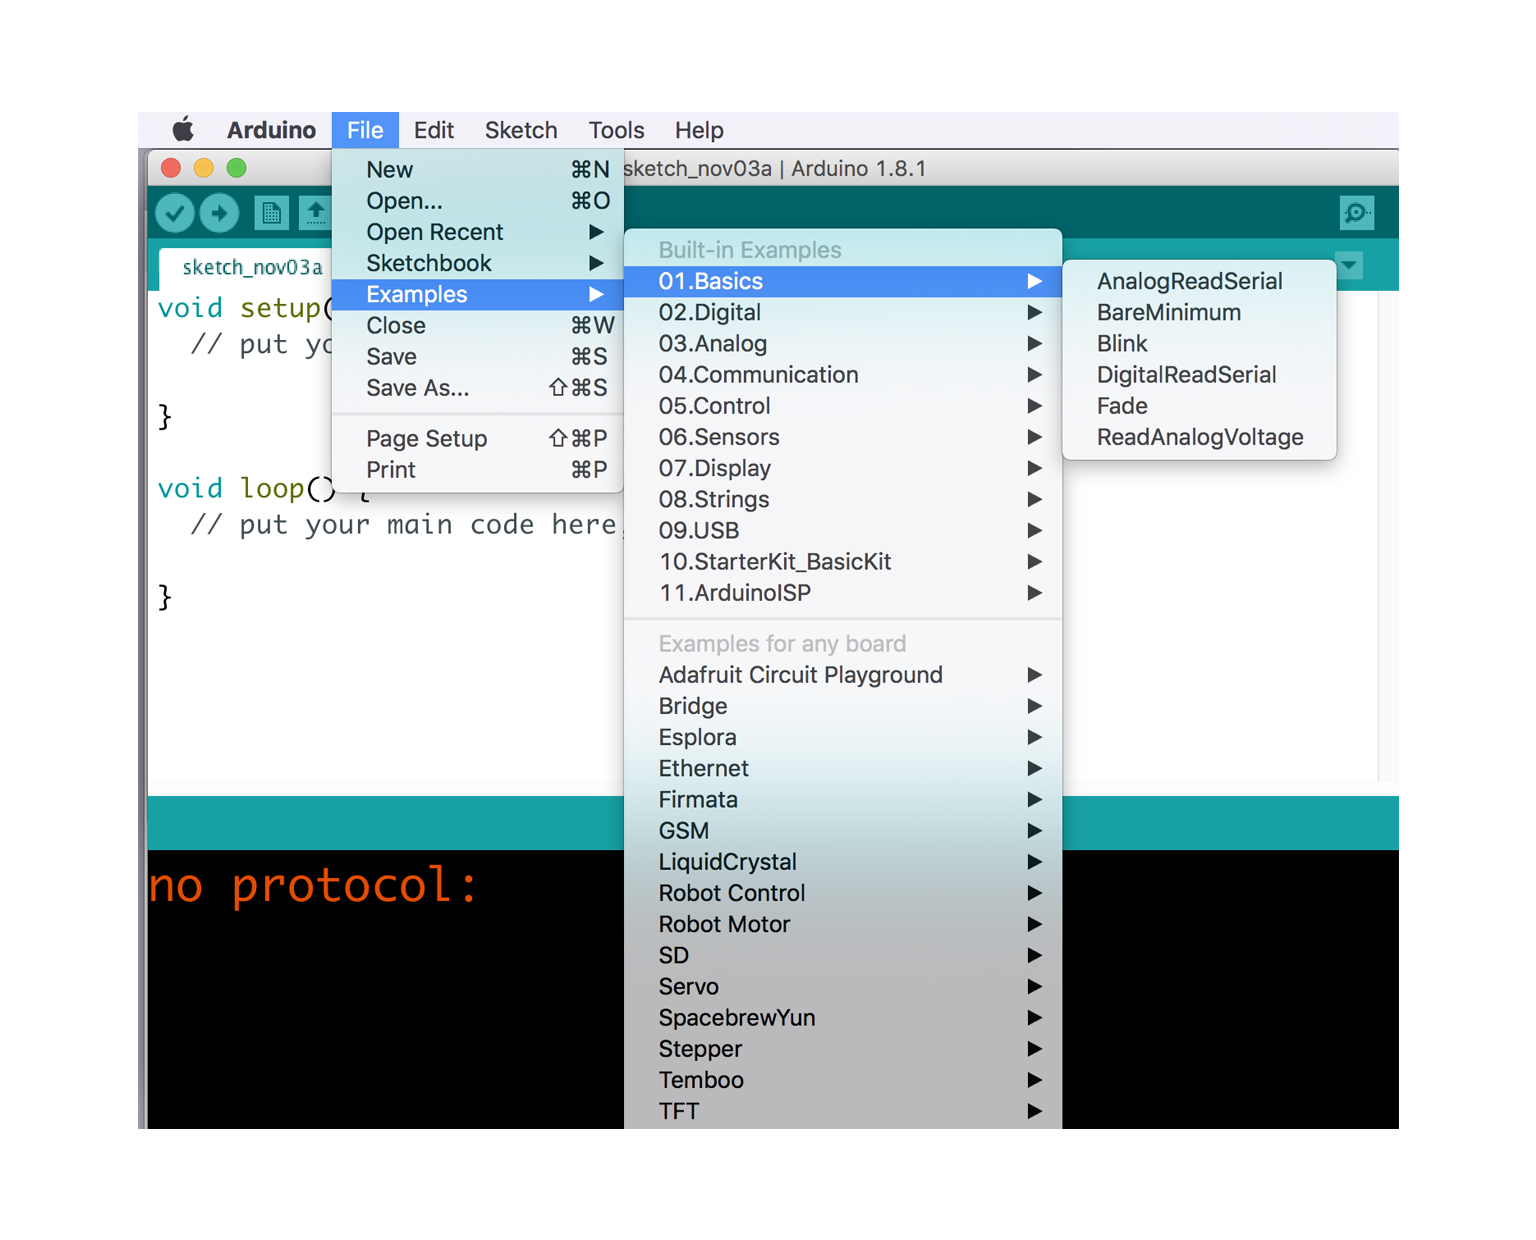 Arduino File Edit Sketch Tools Help
sketch_nov03a | Arduino 1.8.1
New ⌘N
Open... ⌘O
Open Recent ▶
Sketchbook ▶
Examples ▶
Close ⌘W
Save ⌘S
Save As... ⇧⌘S
Page Setup ⇧⌘P
Print ⌘P
Built-in Examples
01.Basics ▶
02.Digital ▶
03.Analog ▶
04.Communication ▶
05.Control ▶
06.Sensors ▶
07.Display ▶
08.Strings ▶
09.USB ▶
10.StarterKit_BasicKit ▶
11.ArduinoISP ▶
Examples for any board
Adafruit Circuit Playground ▶
Bridge ▶
Esplora ▶
Ethernet ▶
Firmata ▶
GSM ▶
LiquidCrystal ▶
Robot Control ▶
Robot Motor ▶
SD ▶
Servo ▶
SpacebrewYun ▶
Stepper ▶
Temboo ▶
TFT ▶
AnalogReadSerial
BareMinimum
Blink
DigitalReadSerial
Fade
ReadAnalogVoltage
sketch_nov03a
void setup(
// put
}
void loop() {
// put your main code here,
}
no protocol: